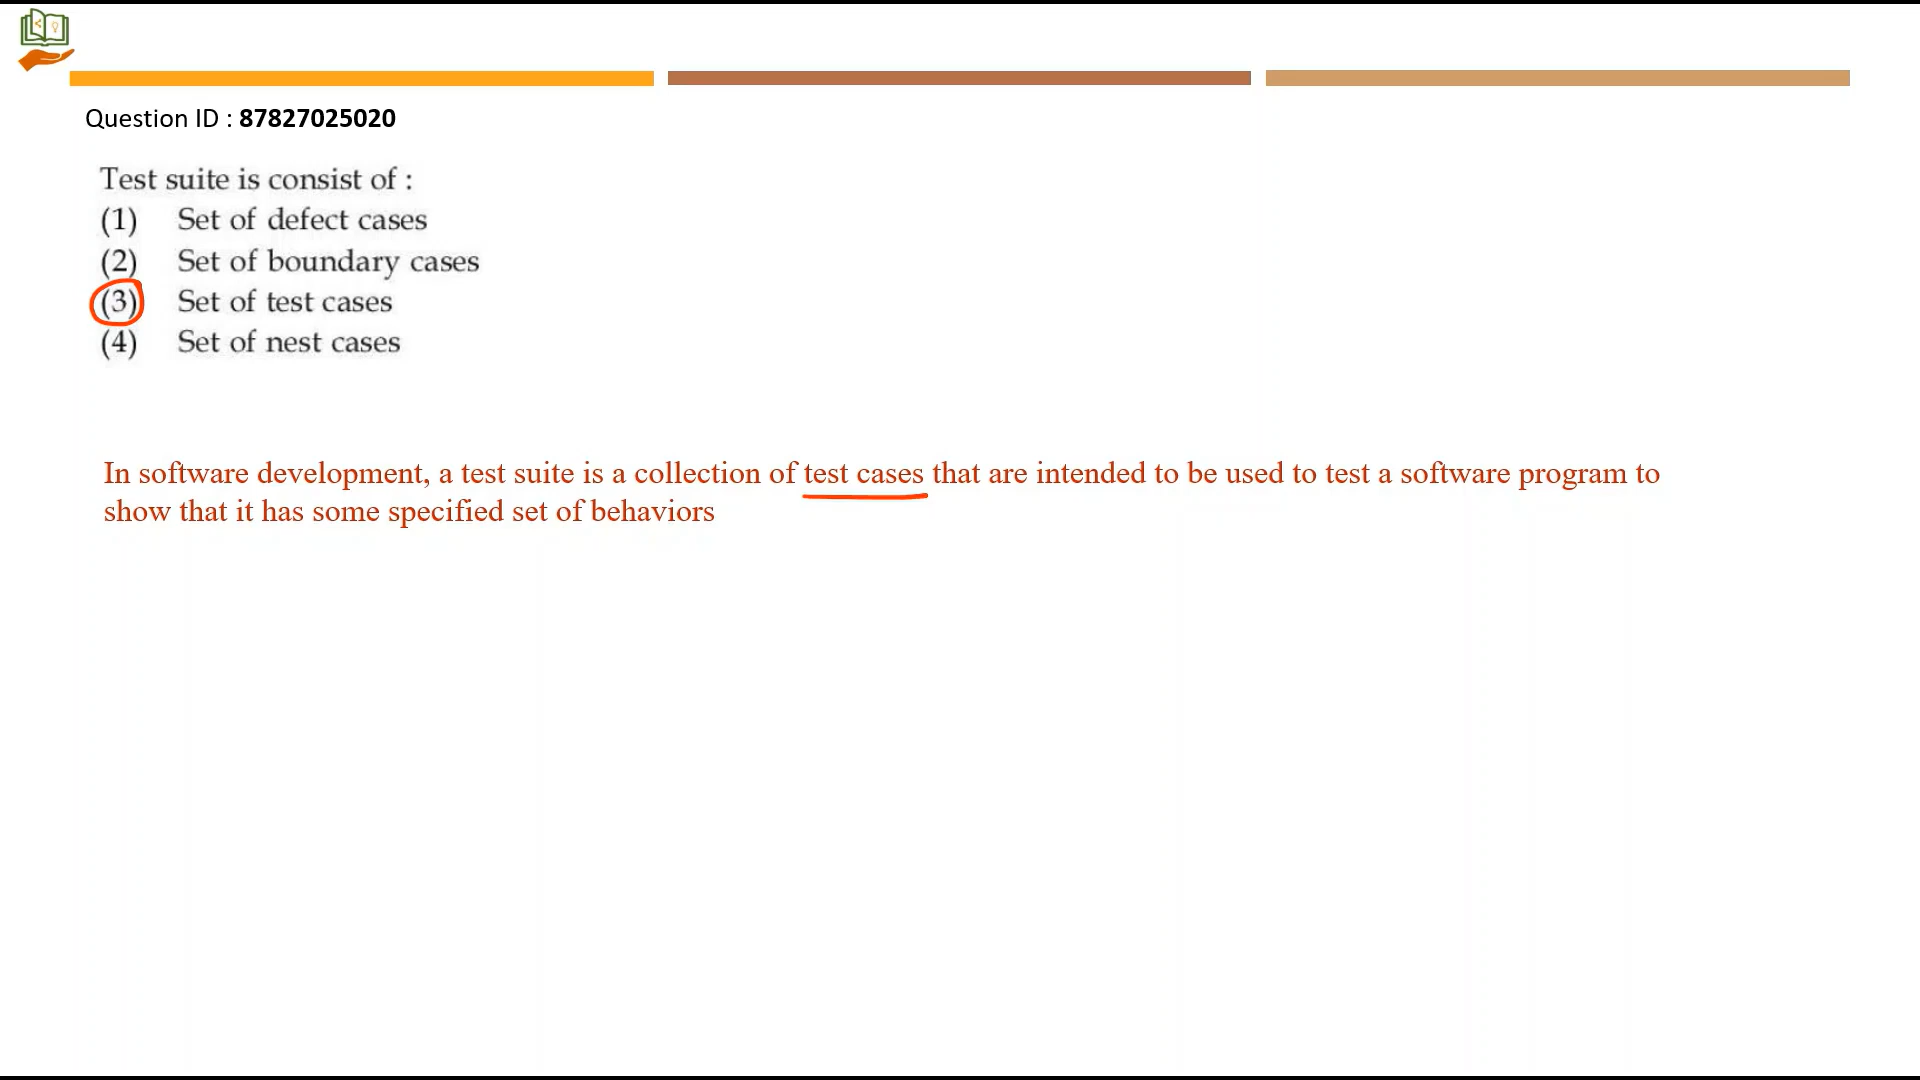 Question ID : 87827025020
Test suite is consist of :
(1) Set of defect cases
(2) Set of boundary cases
(3) Set of test cases
(4) Set of nest cases
In software development, a test suite is a collection of test cases that are intended to be used to test a software program to
show that it has some specified set of behaviors